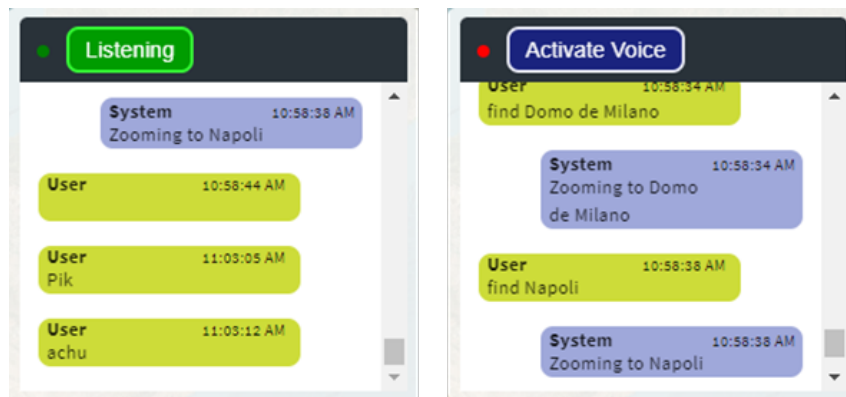 Listening
System 10:58:38 AM
Zooming to Napoli
User 10:58:44 AM
User 11:03:05 AM
Pik
User 11:03:12 AM
achu
Activate Voice
User 10:58:34 AM
find Domo de Milano
System 10:58:34 AM
Zooming to Domo
de Milano
User 10:58:38 AM
find Napoli
System 10:58:38 AM
Zooming to Napoli